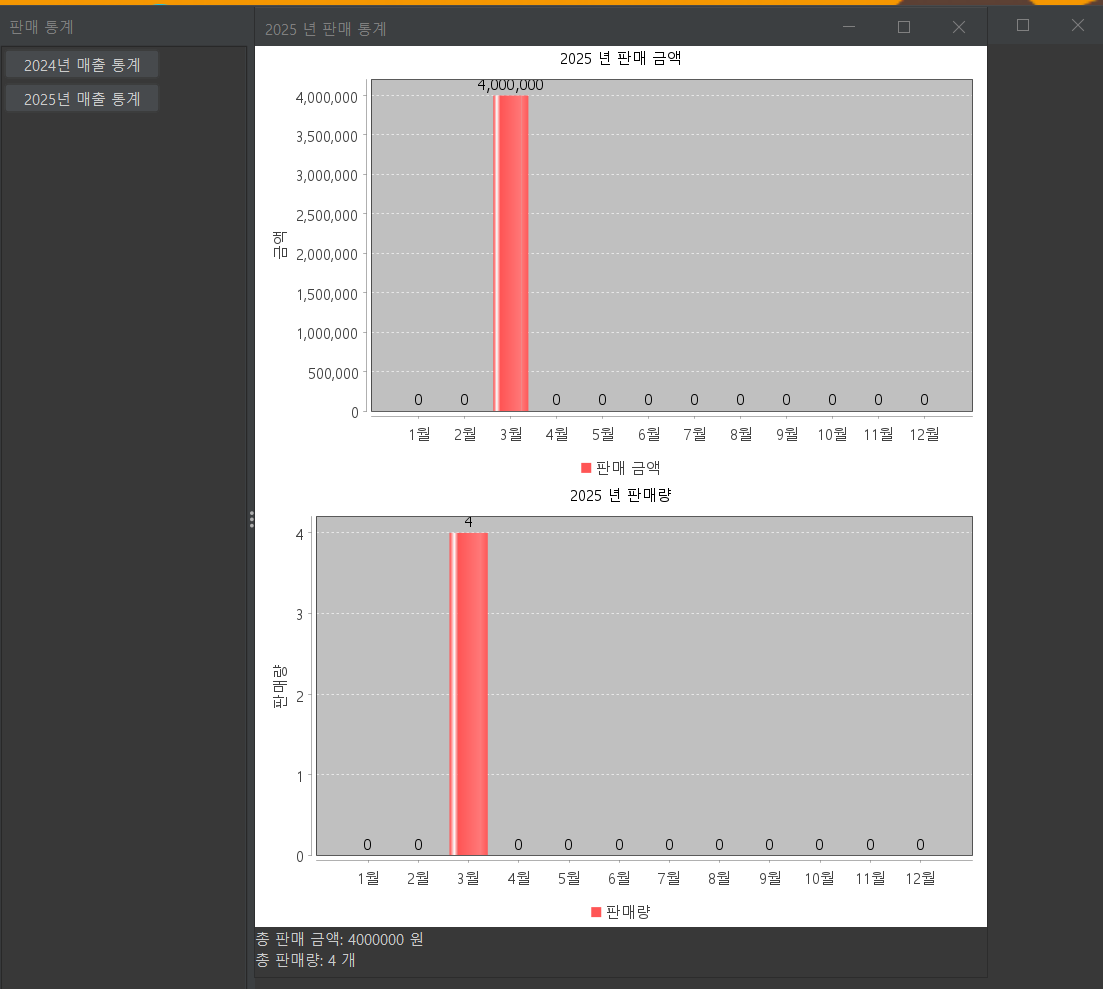 판매 통계
2024년 매출 통계
2025년 매출 통계
2025 년 판매 통계
2025 년 판매 금액
4,000,000
4,000,000
3,500,000
3,000,000
2,500,000
2,000,000
1,500,000
1,000,000
500,000
0
금액
0 0 0 0 0 0 0 0 0 0 0
1월 2월 3월 4월 5월 6월 7월 8월 9월 10월 11월 12월
판매 금액
2025 년 판매량
4
4
3
2
1
0
판매량
0 0 0 0 0 0 0 0 0 0 0
1월 2월 3월 4월 5월 6월 7월 8월 9월 10월 11월 12월
판매량
총 판매 금액: 4000000 원
총 판매량: 4 개